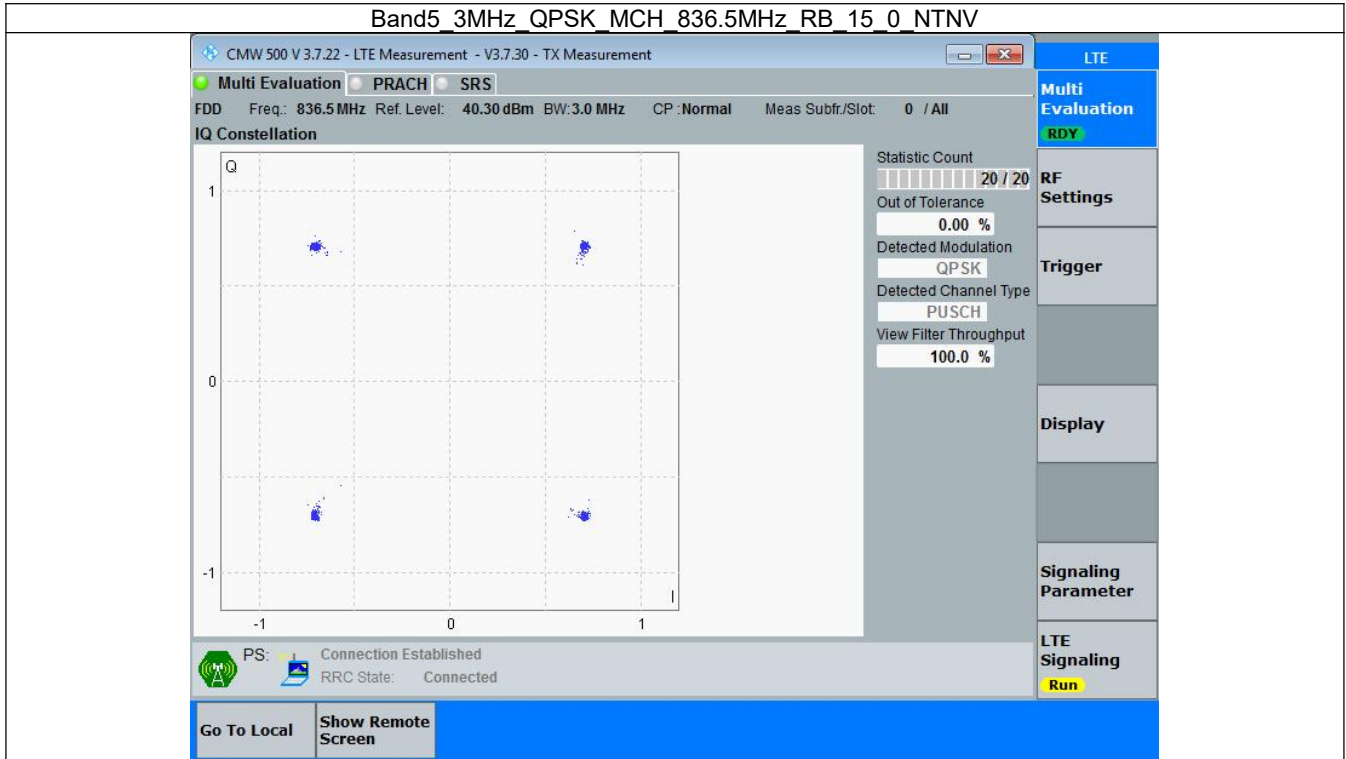 Band5_3MHz_QPSK_MCH_836.5MHz_RB_15_0_NTNV
CMW 500 V 3.7.22 - LTE Measurement - V3.7.30 - TX Measurement
LTE
Multi Evaluation PRACH SRS
FDD Freq.: 836.5 MHz Ref. Level: 40.30 dBm BW:3.0 MHz CP :Normal Meas Subfr./Slot: 0 / All
IQ Constellation
Q
1
0
-1
I
-1 0 1
Statistic Count
20 / 20
Out of Tolerance
0.00 %
Detected Modulation
QPSK
Detected Channel Type
PUSCH
View Filter Throughput
100.0 %
Multi
Evaluation
RDY
RF
Settings
Trigger
Display
Signaling
Parameter
LTE
Signaling
Run
PS: Connection Established
RRC State: Connected
Go To Local
Show Remote
Screen